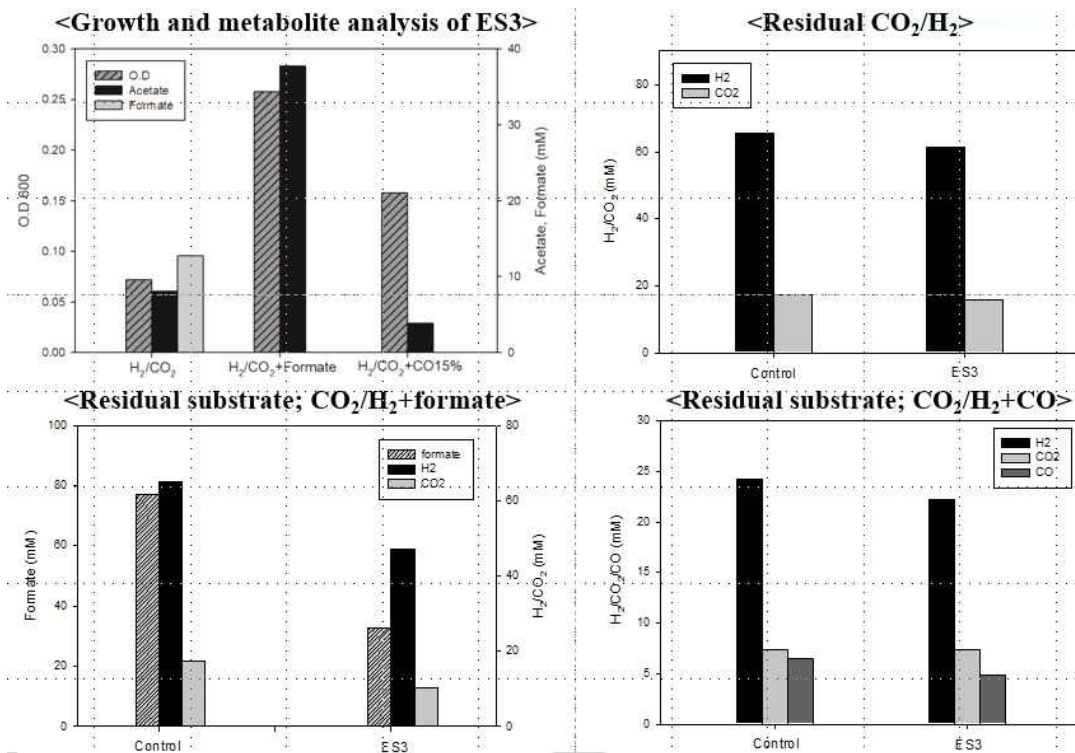 <Growth and metabolite analysis of ES3>
0.30
0.25
0.20
0.15
0.10
0.05
0.00
O.D 800
O.D
Acetate
Formate
40
30
20
10
0
Acetate, Formate (mM)
H₂/CO₂
H₂/CO₂+Formate
H₂/CO₂+CO15%
<Residual CO₂/H₂>
80
60
40
20
0
H₂/CO₂ (mM)
H2
CO2
Control
ES3
<Residual substrate; CO₂/H₂+formate>
100
80
60
40
20
0
Formate (mM)
formate
H2
CO2
80
60
40
20
0
H₂/CO₂ (mM)
Control
ES3
<Residual substrate; CO₂/H₂+CO>
30
25
20
15
10
5
0
H₂/CO₂/CO (mM)
H2
CO2
CO
Control
ES3